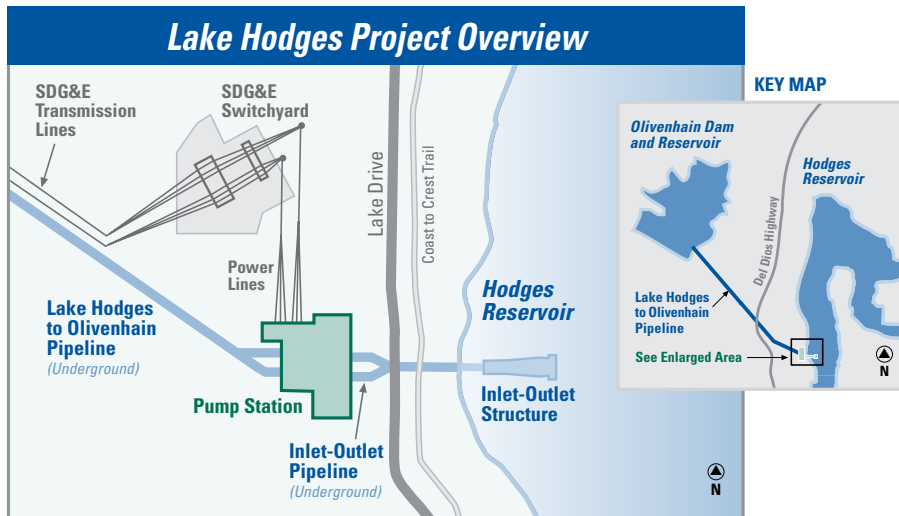 Lake Hodges Project Overview
SDG&E
Transmission
Lines
SDG&E
Switchyard
Lake Drive
Coast to Crest Trail
Power
Lines
Lake Hodges
to Olivenhain
Pipeline
(Underground)
Pump Station
Inlet-Outlet
Pipeline
(Underground)
Hodges
Reservoir
Inlet-Outlet
Structure
N
KEY MAP
Olivenhain Dam
and Reservoir
Hodges
Reservoir
Del Dios Highway
Lake Hodges
to Olivenhain
Pipeline
See Enlarged Area
N